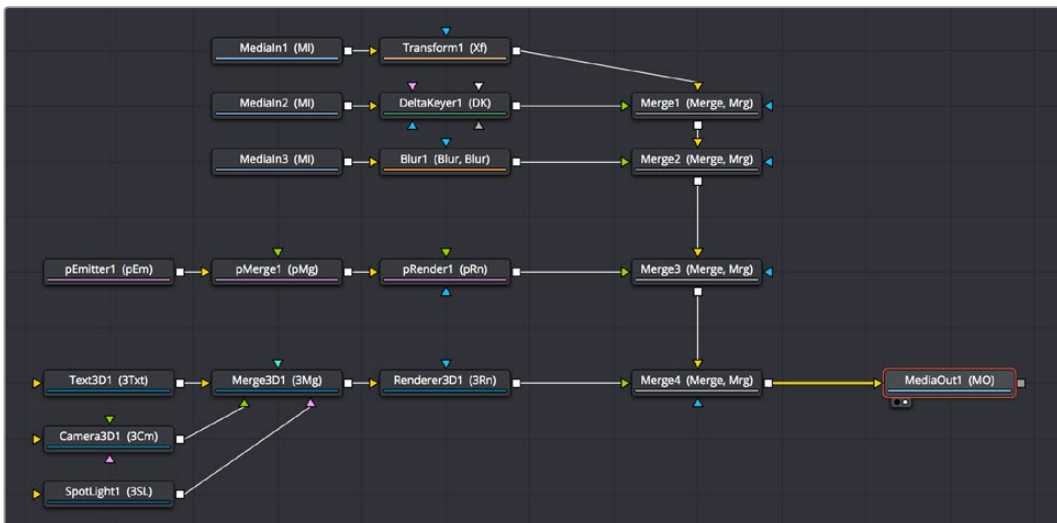 MediaIn1 (MI)
Transform1 (Xf)
MediaIn2 (MI)
DeltaKeyer1 (DK)
Merge1 (Merge, Mrg)
MediaIn3 (MI)
Blur1 (Blur, Blur)
Merge2 (Merge, Mrg)
pEmitter1 (pEm)
pMerge1 (pMg)
pRender1 (pRn)
Merge3 (Merge, Mrg)
Text3D1 (3Txt)
Merge3D1 (3Mg)
Renderer3D1 (3Rn)
Merge4 (Merge, Mrg)
MediaOut1 (MO)
Camera3D1 (3Cm)
SpotLight1 (3SL)